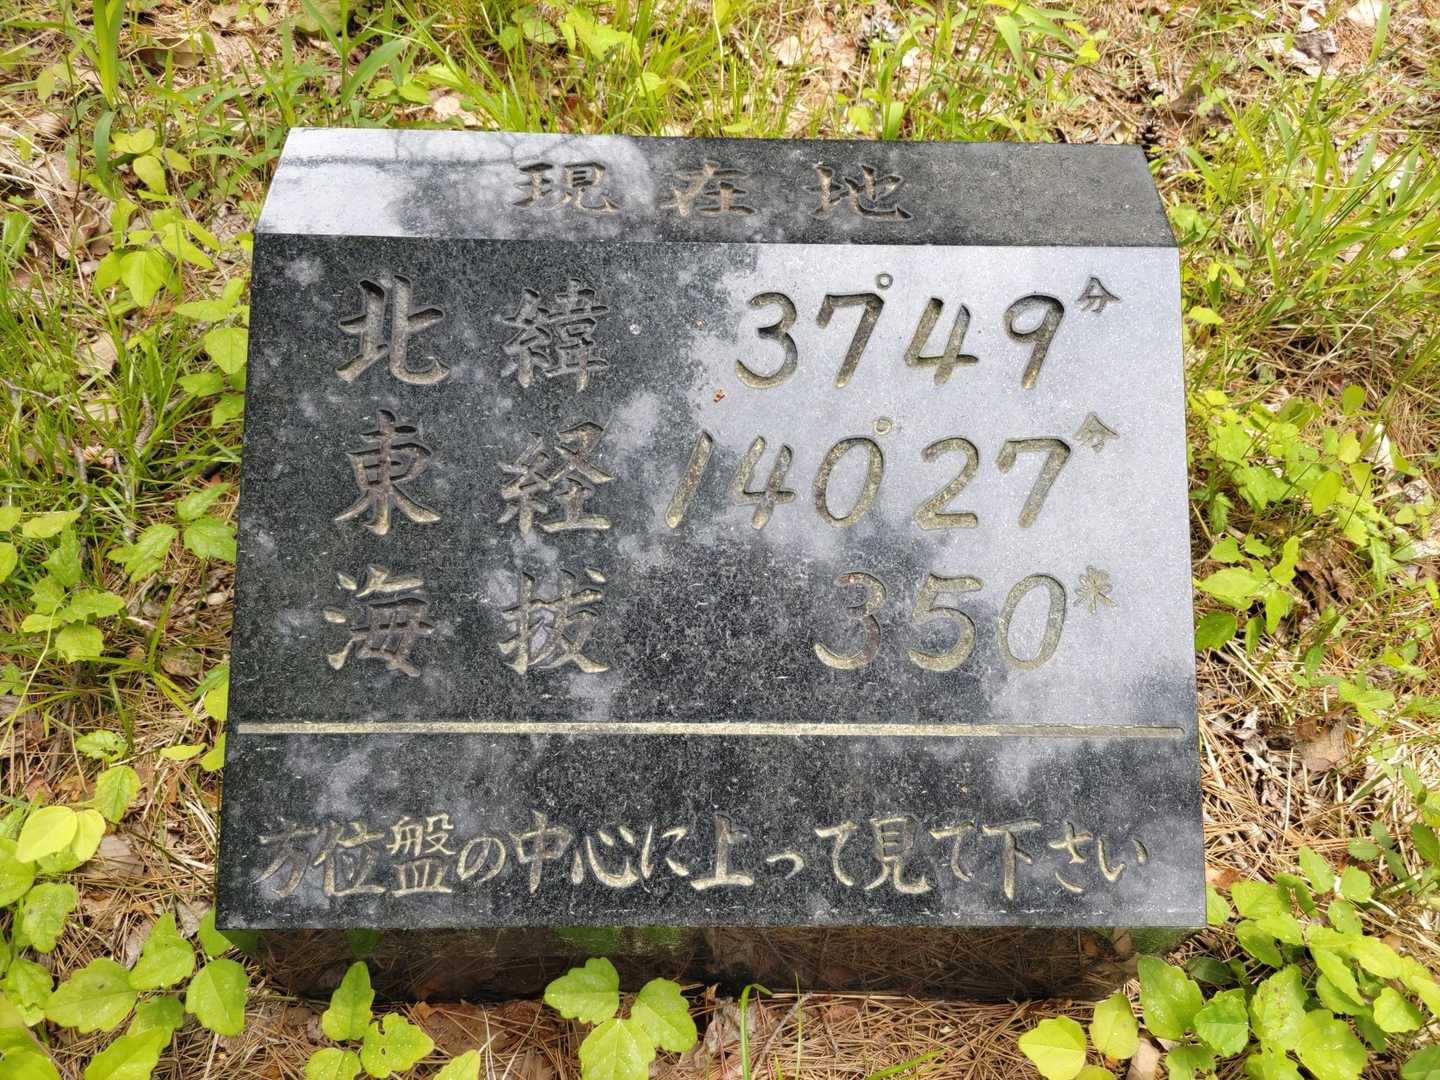 現在地
北緯 37°49分
東経 140°27分
海抜 350米
方位盤の中心に上って見て下さい